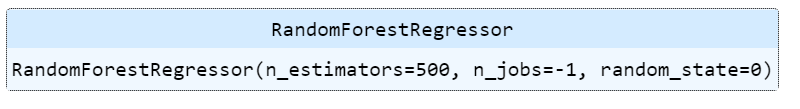 RandomForestRegressor
RandomForestRegressor(n_estimators=500, n_jobs=-1, random_state=0)